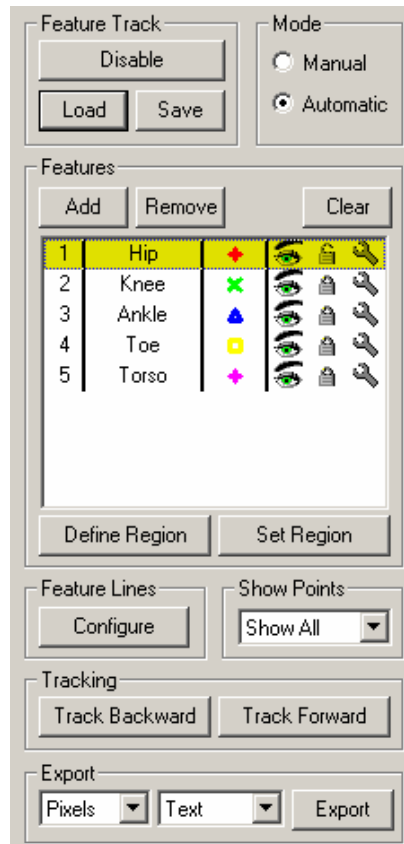 Feature Track
Mode
Disable
Manual
Load
Save
Automatic
Features
Add
Remove
Clear
1 Hip
2 Knee
3 Ankle
4 Toe
5 Torso
Define Region
Set Region
Feature Lines
Show Points
Configure
Show All
Tracking
Track Backward
Track Forward
Export
Pixels
Text
Export